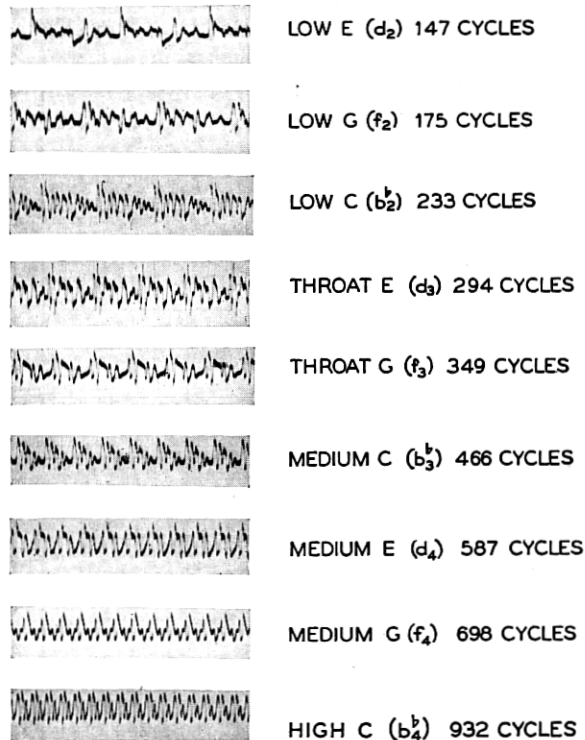 LOW E (d₂) 147 CYCLES
LOW G (f₂) 175 CYCLES
LOW C (b♭₂) 233 CYCLES
THROAT E (d₃) 294 CYCLES
THROAT G (f₃) 349 CYCLES
MEDIUM C (b♭₃) 466 CYCLES
MEDIUM E (d₄) 587 CYCLES
MEDIUM G (f₄) 698 CYCLES
HIGH C (b♭₄) 932 CYCLES